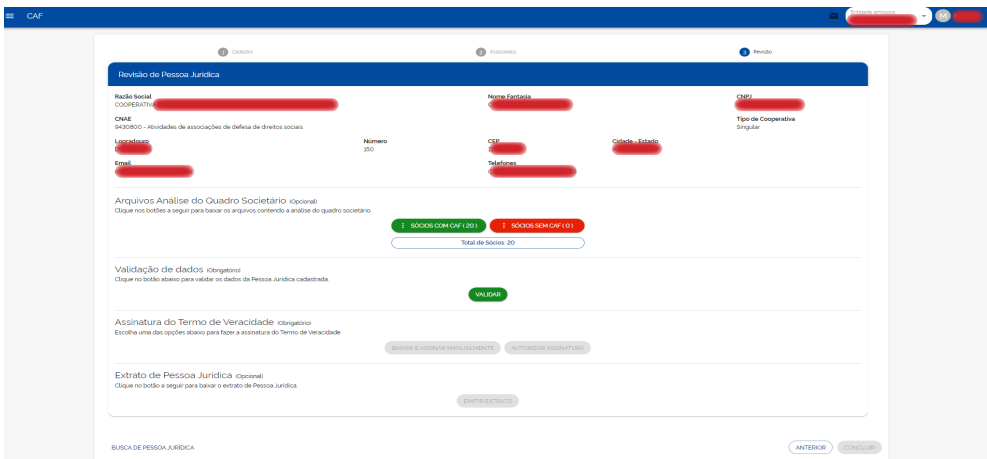 CAF
Entidade emissora
M
1 Cadastro
2 Associados
3 Revisão
Revisão de Pessoa Jurídica
Razão Social Nome Fantasia CNPJ
COOPERATIVA
CNAE Tipo de Cooperativa
9430800 - Atividades de associações de defesa de direitos sociais Singular
Logradouro Número CEP Cidade - Estado
150
Email Telefones
Arquivos Análise do Quadro Societário (Opcional)
Clique nos botões a seguir para baixar os arquivos contendo a análise do quadro societário
SÓCIOS COM CAF ( 20 ) SÓCIOS SEM CAF ( 0 )
Total de Sócios: 20
Validação de dados (Obrigatório)
Clique no botão abaixo para validar os dados da Pessoa Jurídica cadastrada.
VALIDAR
Assinatura do Termo de Veracidade (Obrigatório)
Escolha uma das opções abaixo para fazer a assinatura do Termo de Veracidade
BAIXAR E ASSINAR MANUALMENTE AUTORIZAR ASSINATURA
Extrato de Pessoa Jurídica (Opcional)
Clique no botão a seguir para baixar o extrato de Pessoa Jurídica.
EMITIR EXTRATO
BUSCA DE PESSOA JURÍDICA ANTERIOR CONCLUIR